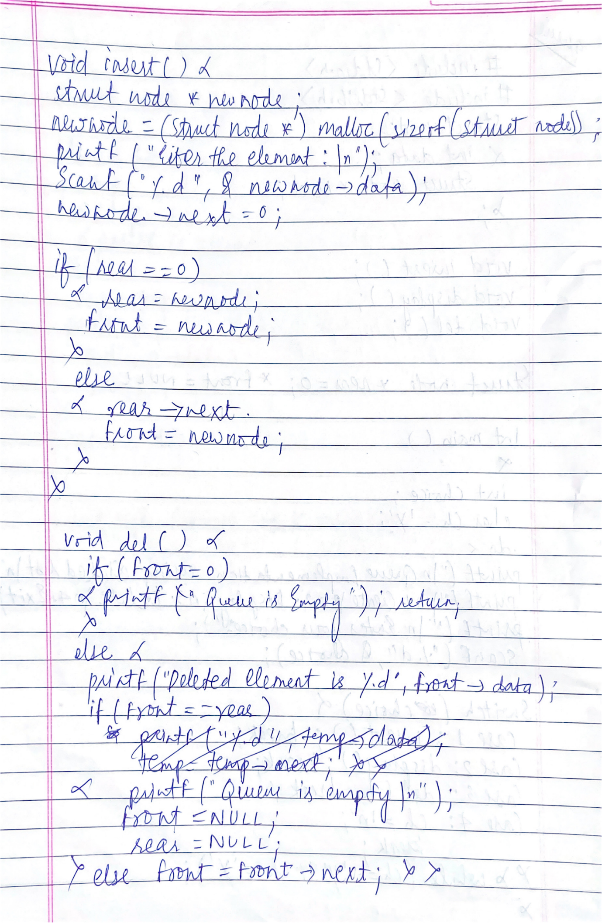 void insert() {
struct node * newnode;
newnode = (struct node *) malloc(sizeof(struct node));
printf("Enter the element: \n");
Scanf("%d", & newnode->data);
newnode->next = 0;
if (rear == 0)
{ rear = newnode;
front = newnode;
}
else
{ rear->next.
front = newnode;
}
}
void del() {
if (front = 0)
{ printf("Queue is Empty"); return;
}
else {
printf("Deleted Element is %d", front->data);
if (front == rear)
printf("%d", temp->data),
temp = temp->next; } }
{ printf("Queue is empty \n");
front = NULL;
rear = NULL;
} else front = front->next; } }